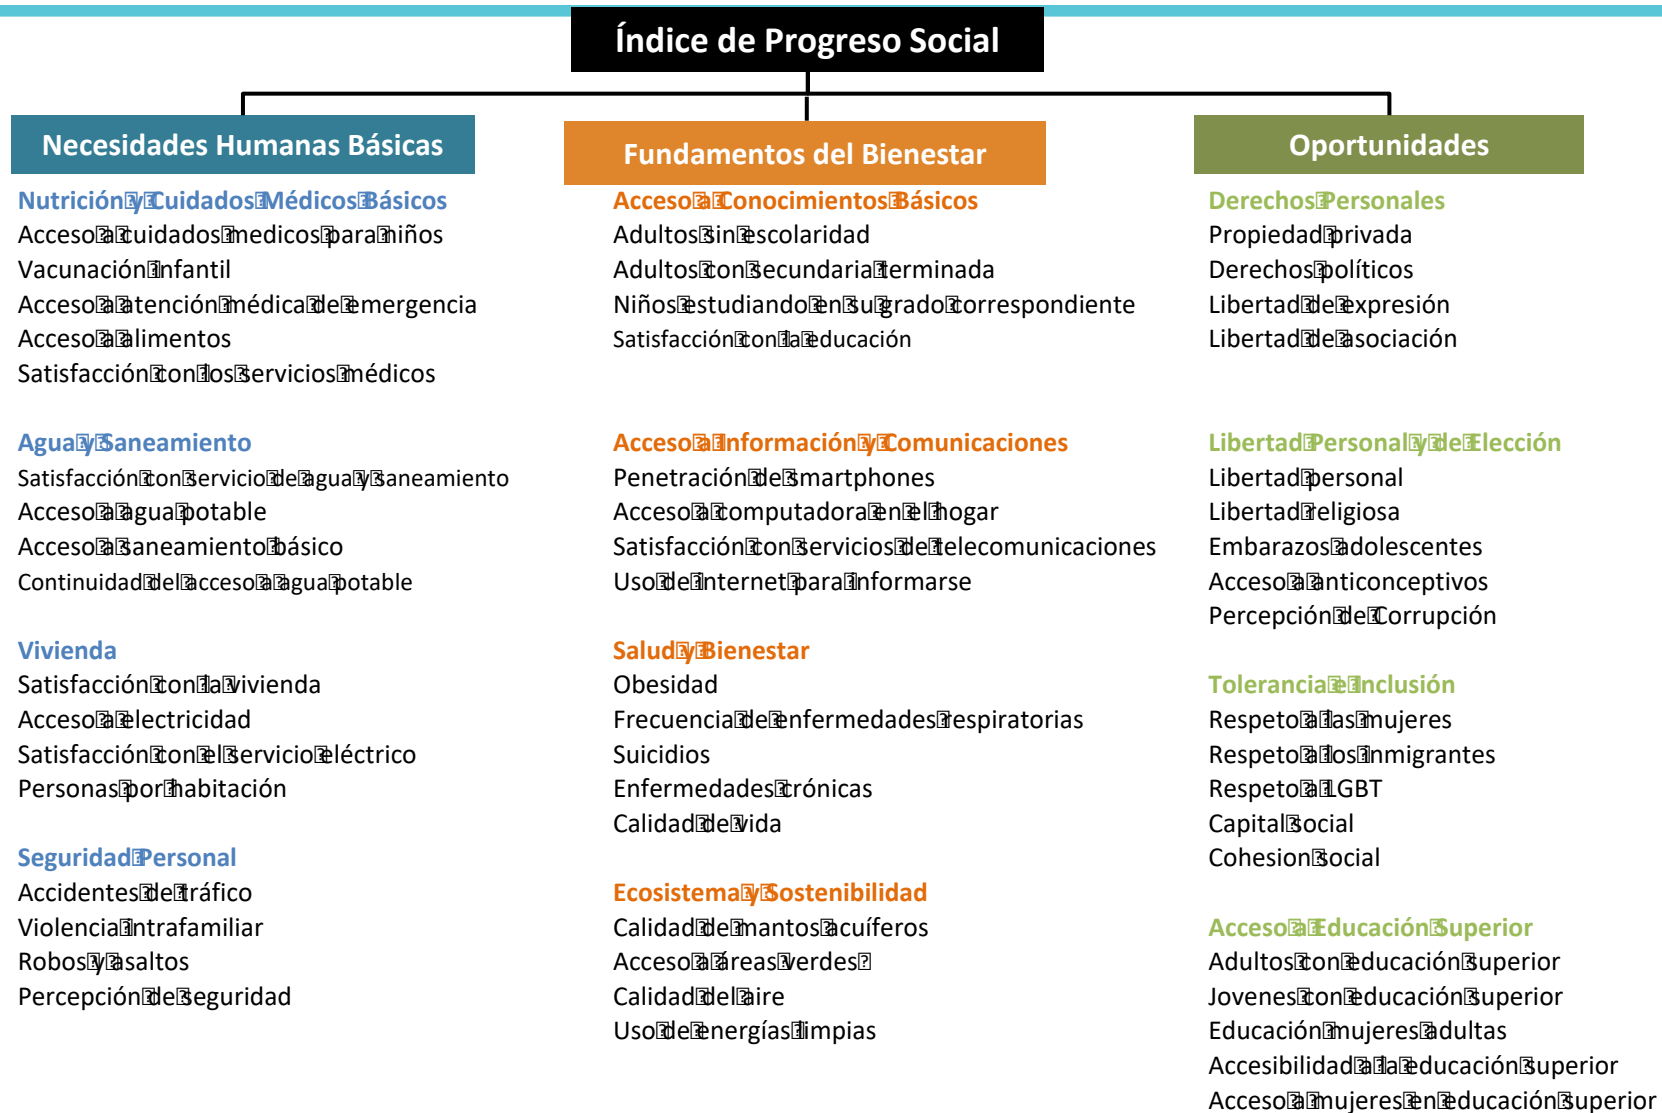 Índice de Progreso Social
Necesidades Humanas Básicas
Nutrición y Cuidados Médicos Básicos
Acceso a cuidados medicos para niños
Vacunación infantil
Acceso a atención médica de emergencia
Acceso a alimentos
Satisfacción con los servicios médicos
Agua y Saneamiento
Satisfacción con servicio de agua y saneamiento
Acceso a agua potable
Acceso a saneamiento básico
Continuidad del acceso a agua potable
Vivienda
Satisfacción con la vivienda
Acceso a electricidad
Satisfacción con el servicio eléctrico
Personas por habitación
Seguridad Personal
Accidentes de tráfico
Violencia intrafamiliar
Robos y asaltos
Percepción de seguridad
Fundamentos del Bienestar
Acceso a Conocimientos Básicos
Adultos sin escolaridad
Adultos con secundaria terminada
Niños estudiando en su grado correspondiente
Satisfacción con la educación
Acceso a Información y Comunicaciones
Penetración de smartphones
Acceso a computadora en el hogar
Satisfacción con servicios de telecomunicaciones
Uso de internet para informarse
Salud y Bienestar
Obesidad
Frecuencia de enfermedades respiratorias
Suicidios
Enfermedades crónicas
Calidad de vida
Ecosistema y Sostenibilidad
Calidad de mantos acuíferos
Acceso a áreas verdes
Calidad del aire
Uso de energías limpias
Oportunidades
Derechos Personales
Propiedad privada
Derechos políticos
Libertad de expresión
Libertad de asociación
Libertad Personal y de Elección
Libertad personal
Libertad religiosa
Embarazos adolescentes
Acceso a anticonceptivos
Percepción de Corrupción
Tolerancia e Inclusión
Respeto a las mujeres
Respeto a los inmigrantes
Respeto a LGBT
Capital social
Cohesion social
Acceso a Educación Superior
Adultos con educación superior
Jovenes con educación superior
Educación mujeres adultas
Accesibilidad a la educación superior
Acceso a mujeres en educación superior